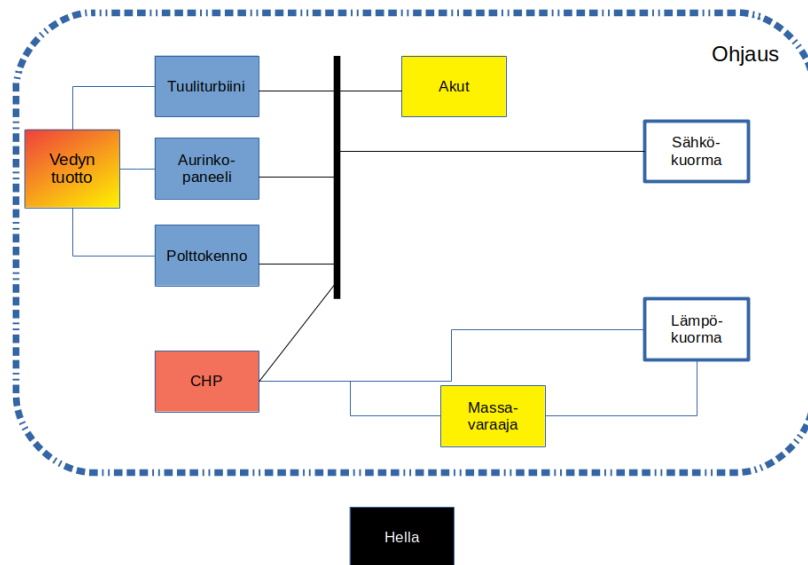 Ohjaus
Tuuliturbiini
Akut
Vedyn
tuotto
Aurinko-
paneeli
Sähkö-
kuorma
Polttokenno
Lämpö-
kuorma
CHP
Massa-
varaaja
Hella